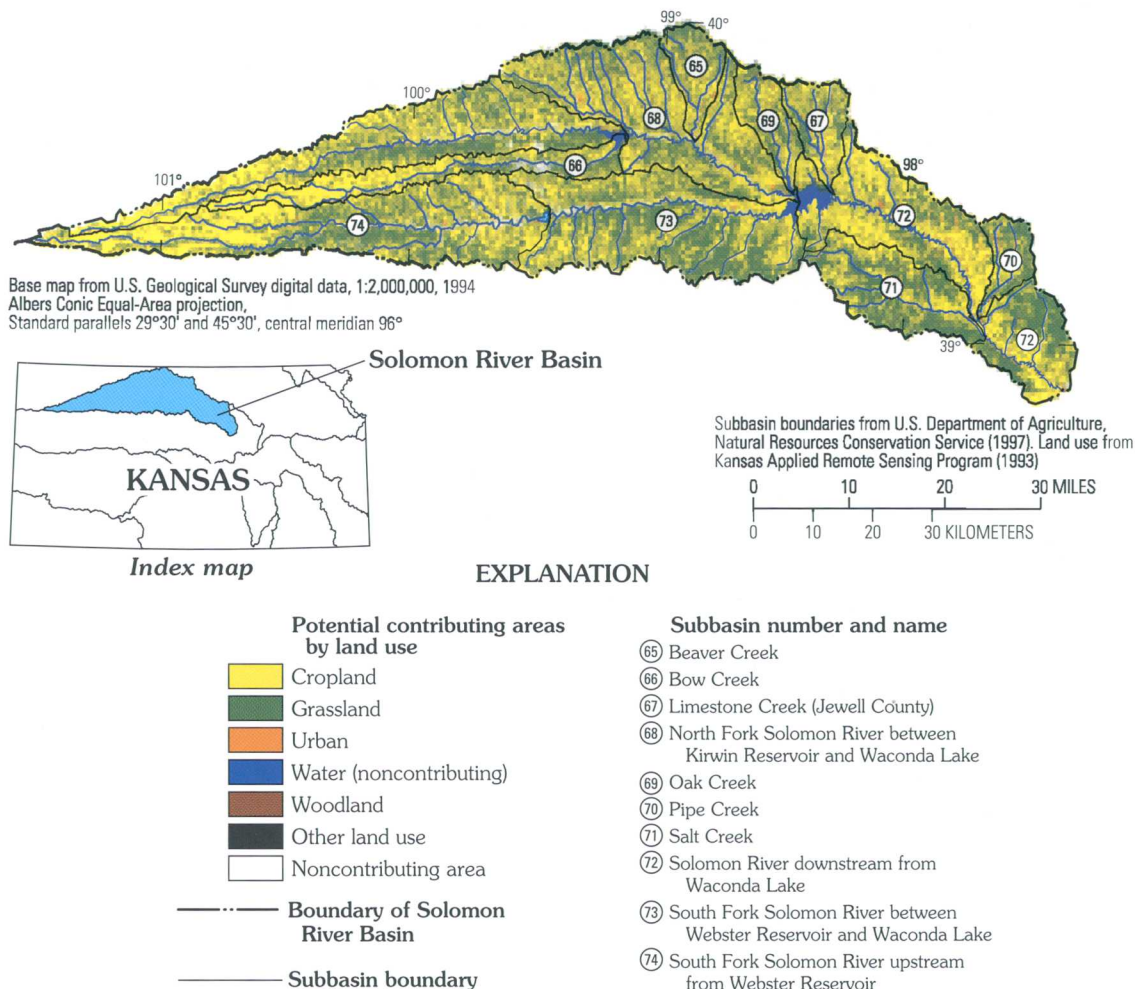 99°
40°
65
100°
68
69
67
66
101°
98°
74
73
72
70
71
39°
72
Base map from U.S. Geological Survey digital data, 1:2,000,000, 1994
Albers Conic Equal-Area projection,
Standard parallels 29°30' and 45°30', central meridian 96°
Solomon River Basin
KANSAS
Index map
Subbasin boundaries from U.S. Department of Agriculture,
Natural Resources Conservation Service (1997). Land use from
Kansas Applied Remote Sensing Program (1993)
0 10 20 30 MILES
0 10 20 30 KILOMETERS
EXPLANATION
Potential contributing areas
by land use
Cropland
Grassland
Urban
Water (noncontributing)
Woodland
Other land use
Noncontributing area
Boundary of Solomon
River Basin
Subbasin boundary
Subbasin number and name
65 Beaver Creek
66 Bow Creek
67 Limestone Creek (Jewell County)
68 North Fork Solomon River between
Kirwin Reservoir and Waconda Lake
69 Oak Creek
70 Pipe Creek
71 Salt Creek
72 Solomon River downstream from
Waconda Lake
73 South Fork Solomon River between
Webster Reservoir and Waconda Lake
74 South Fork Solomon River upstream
from Webster Reservoir